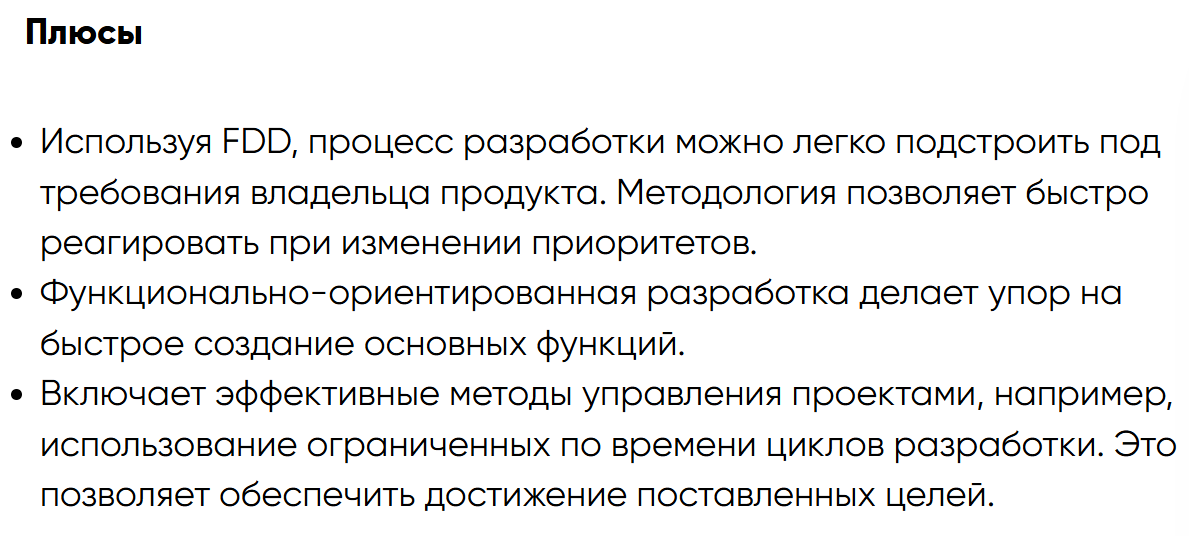 Плюсы
• Используя FDD, процесс разработки можно легко подстроить под
требования владельца продукта. Методология позволяет быстро
реагировать при изменении приоритетов.
• Функционально-ориентированная разработка делает упор на
быстрое создание основных функций.
• Включает эффективные методы управления проектами, например,
использование ограниченных по времени циклов разработки. Это
позволяет обеспечить достижение поставленных целей.